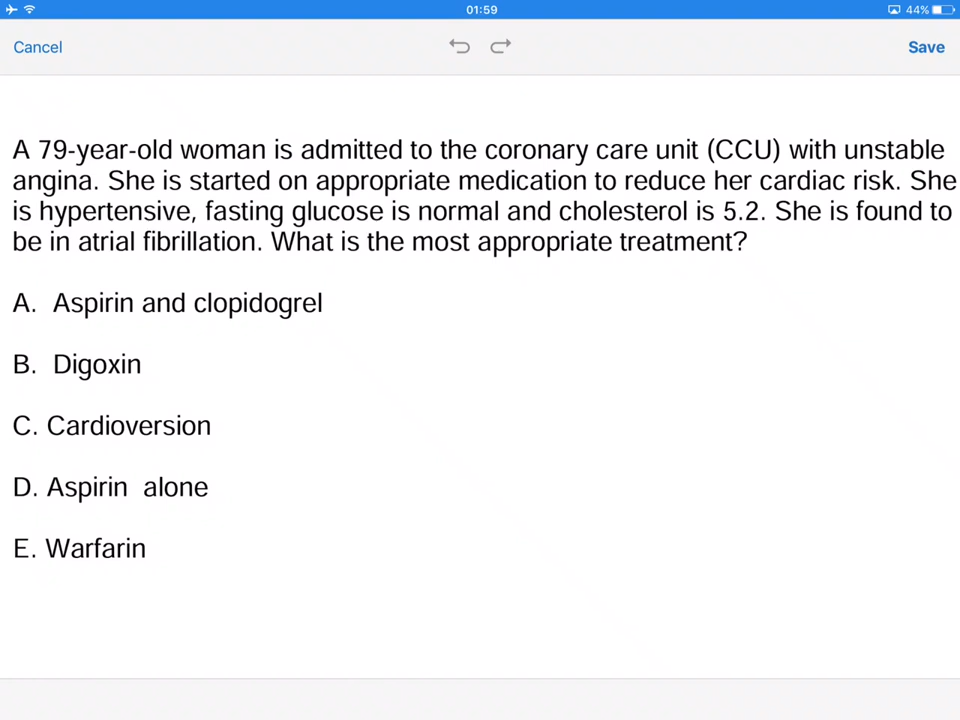 01:59
44%
Cancel
Save
A 79-year-old woman is admitted to the coronary care unit (CCU) with unstable
angina. She is started on appropriate medication to reduce her cardiac risk. She
is hypertensive, fasting glucose is normal and cholesterol is 5.2. She is found to
be in atrial fibrillation. What is the most appropriate treatment?
A. Aspirin and clopidogrel
B. Digoxin
C. Cardioversion
D. Aspirin alone
E. Warfarin